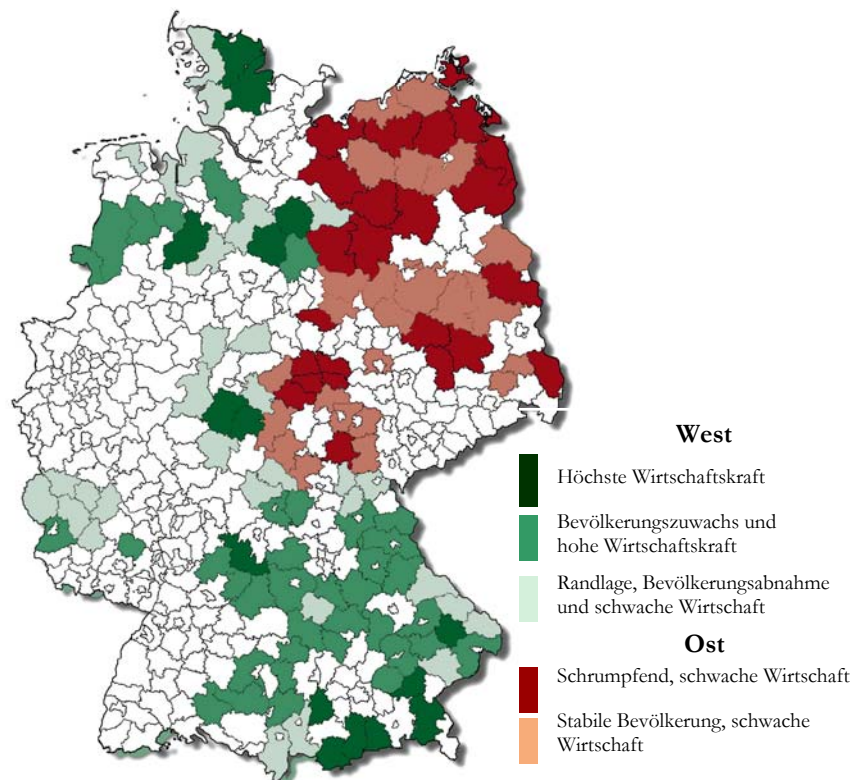 West
Höchste Wirtschaftskraft
Bevölkerungszuwachs und
hohe Wirtschaftskraft
Randlage, Bevölkerungsabnahme
und schwache Wirtschaft
Ost
Schrumpfend, schwache Wirtschaft
Stabile Bevölkerung, schwache
Wirtschaft